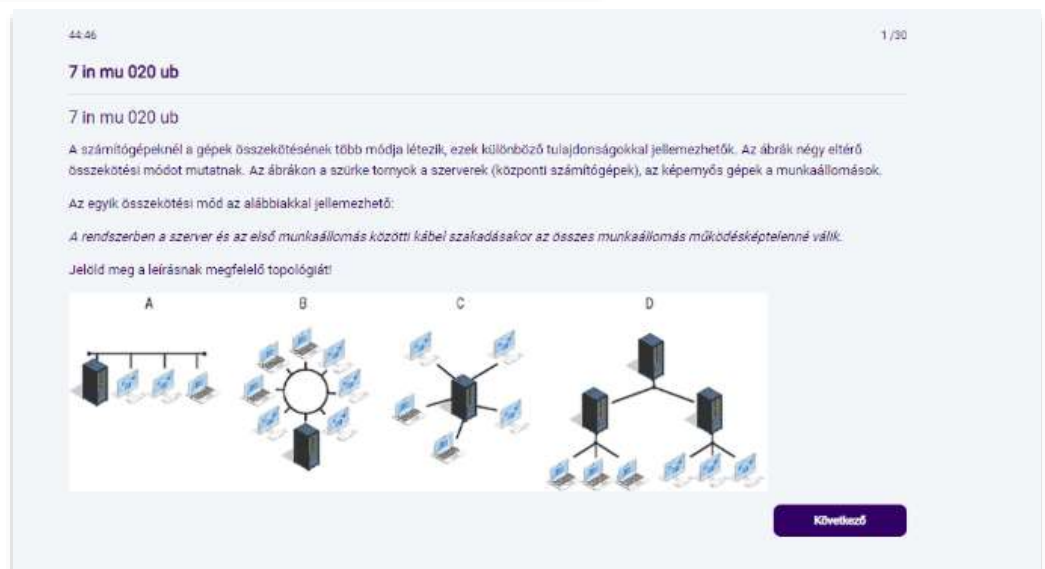 44:46
1 /30
7 in mu 020 ub
7 in mu 020 ub
A számítógépeknél a gépek összekötésének több módja létezik, ezek különböző tulajdonságokkal jellemezhetők. Az ábrák négy eltérő
összekötési módot mutatnak. Az ábrákon a szürke tornyok a szerverek (központi számítógépek), az képernyős gépek a munkaállomások.
Az egyik összekötési mód az alábbiakkal jellemezhető:
A rendszerben a szerver és az első munkaállomás közötti kábel szakadásakor az összes munkaállomás működésképtelenné válik.
Jelöld meg a leírásnak megfelelő topológiát!
A B C D
Következő